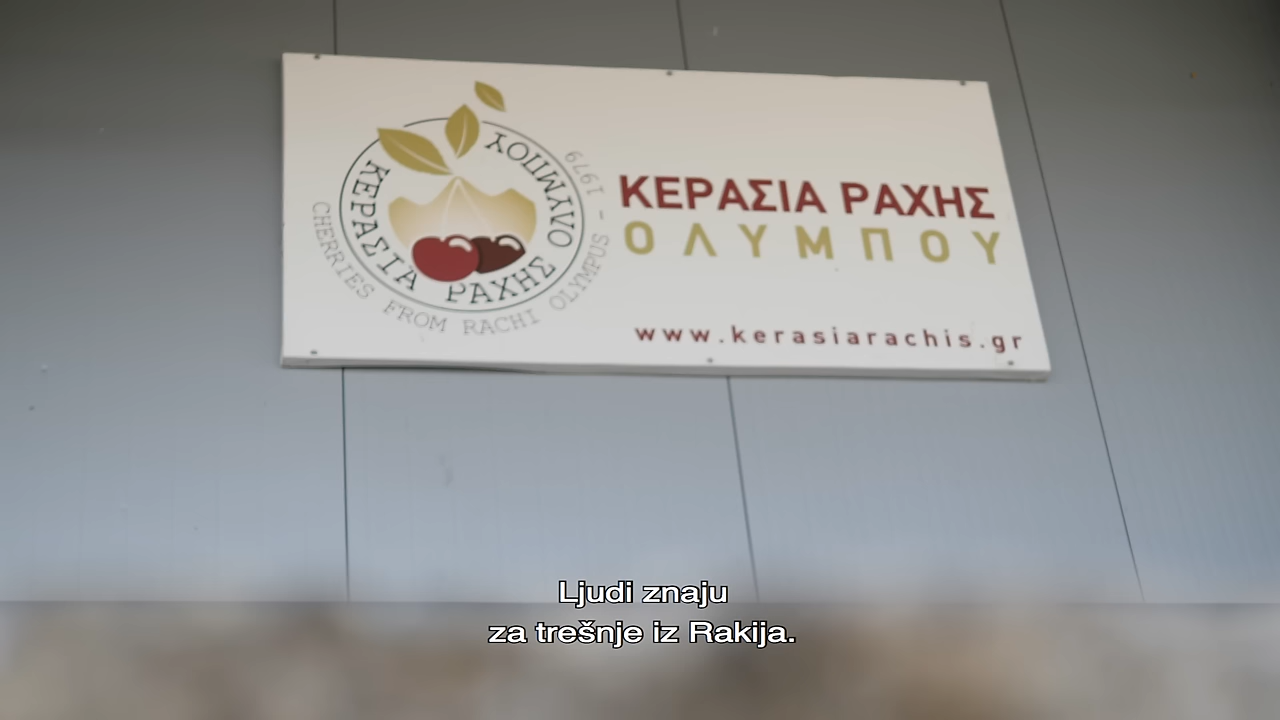 ΚΕΡΑΣΙΑ ΡΑΧΗΣ ΟΛΥΜΠΟΥ
CHERRIES FROM RACHI OLYMPUS - 1979
ΚΕΡΑΣΙΑ ΡΑΧΗΣ
ΟΛΥΜΠΟΥ
www.kerasiarachis.gr
Ljudi znaju
za trešnje iz Rakija.